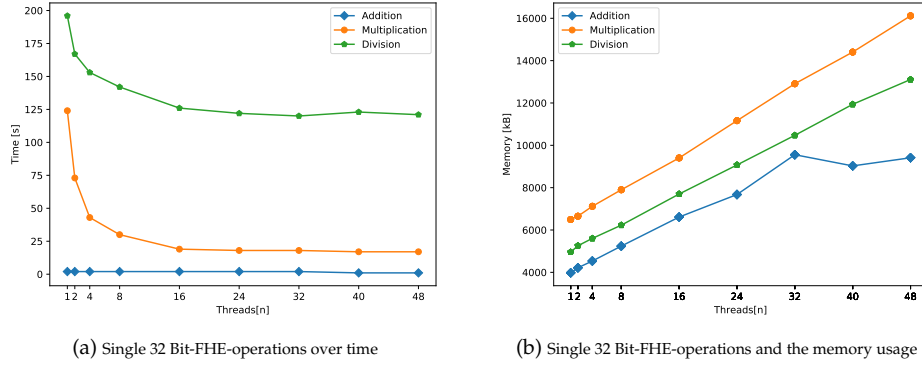 200
175
150
125
100
75
50
25
0
Time [s]
1 2 4 8 16 24 32 40 48
Threads[n]
Addition
Multiplication
Division
(a) Single 32 Bit-FHE-operations over time
16000
14000
12000
10000
8000
6000
4000
Memory [kB]
1 2 4 8 16 24 32 40 48
Threads[n]
Addition
Multiplication
Division
(b) Single 32 Bit-FHE-operations and the memory usage